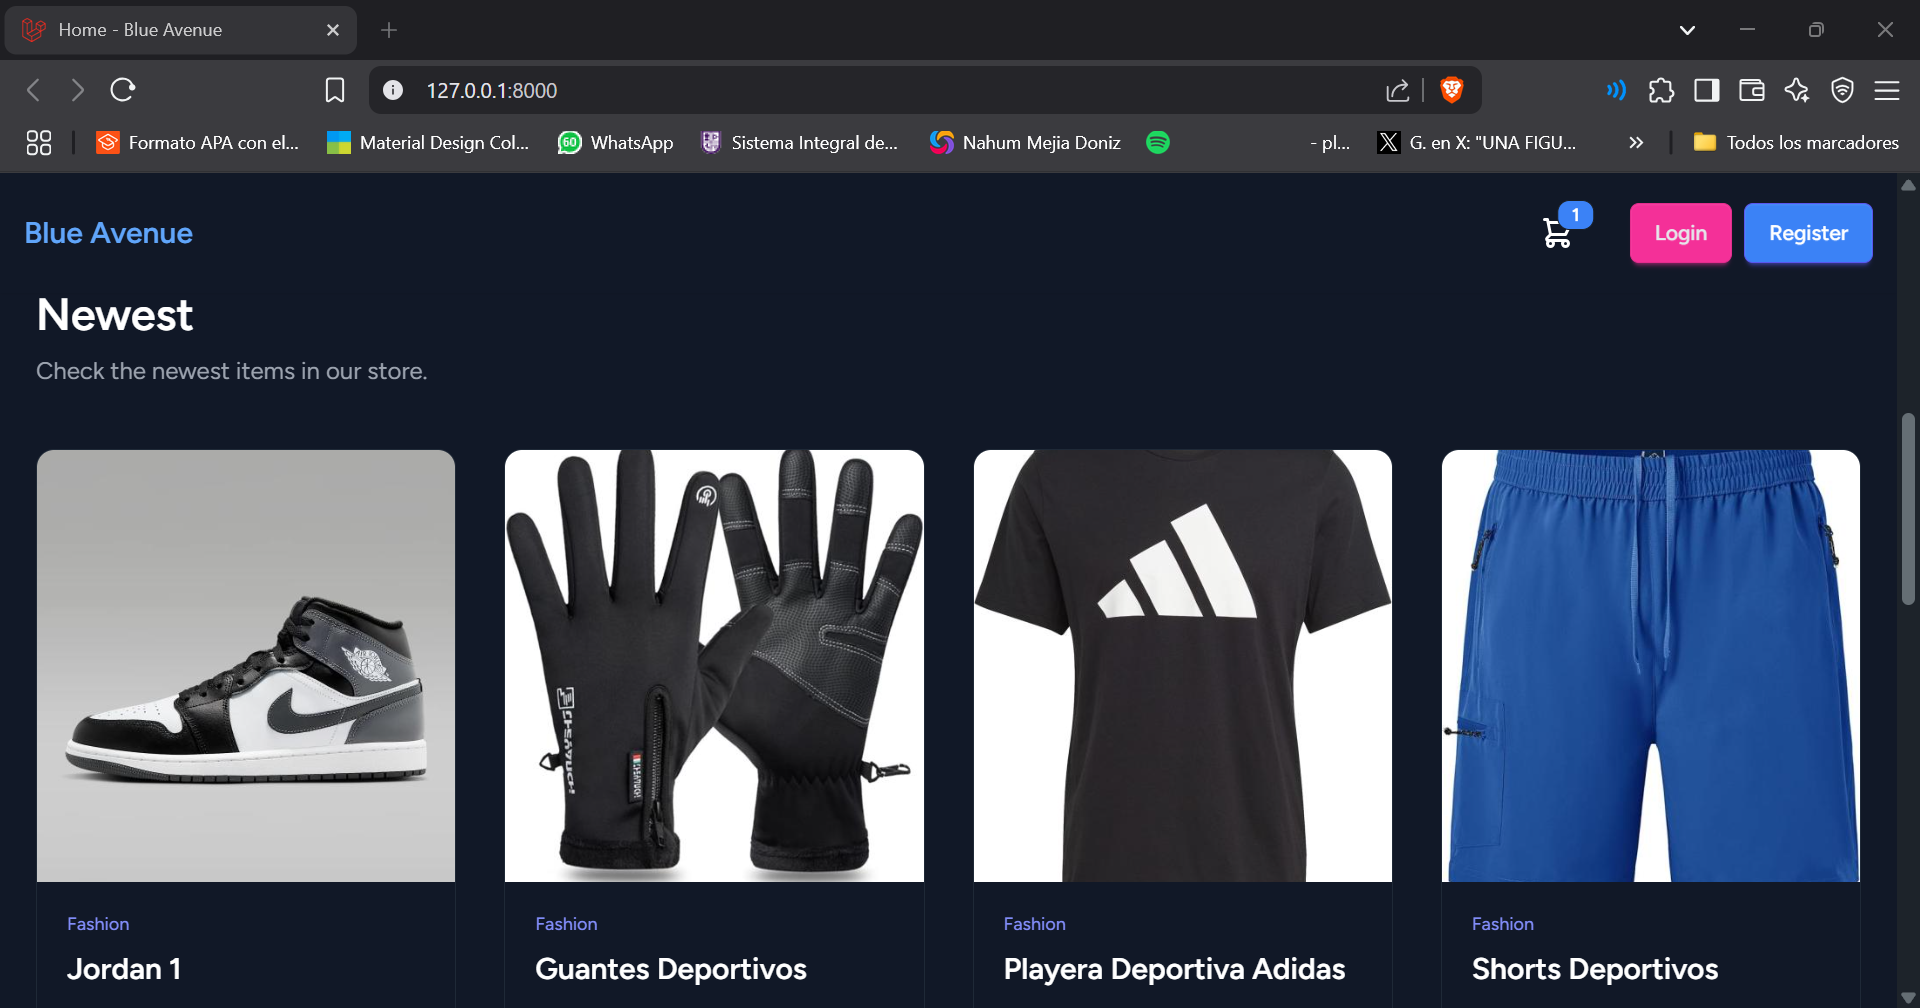 Home - Blue Avenue
127.0.0.1:8000
Formato APA con el...
Material Design Col...
60
WhatsApp
Sistema Integral de...
Nahum Mejia Doniz
- pl...
G. en X: "UNA FIGU...
Todos los marcadores
Blue Avenue
1
Login
Register
Newest
Check the newest items in our store.
Fashion
Jordan 1
Fashion
Guantes Deportivos
Fashion
Playera Deportiva Adidas
Fashion
Shorts Deportivos